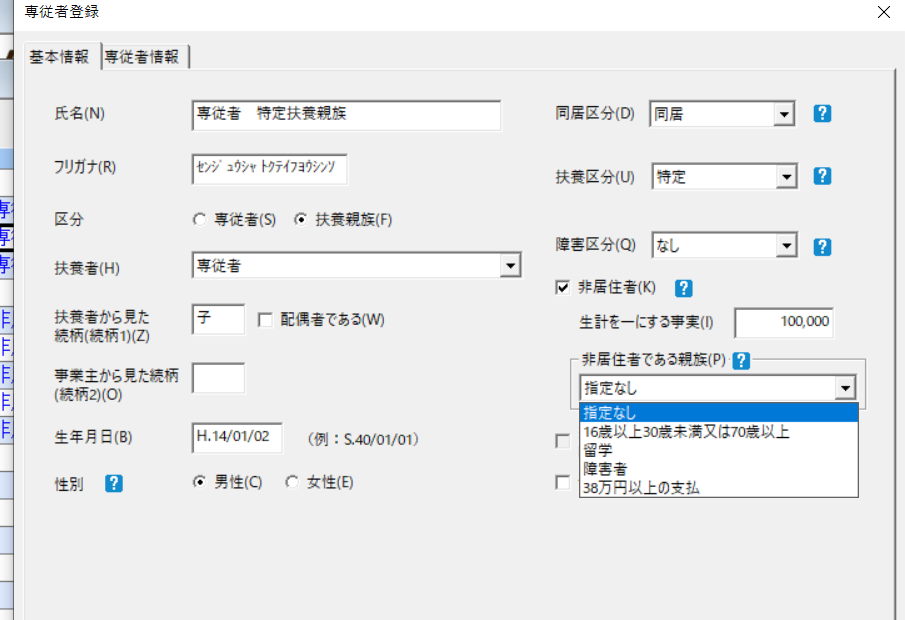 専従者登録
基本情報
専従者情報
氏名(N)
専従者 特定扶養親族
フリガナ(R)
ｾﾝｼﾞｭｳｼｬ ﾄｸﾃｲﾌﾖｳｼﾝｿﾞ
区分
専従者(S)
扶養親族(F)
扶養者(H)
専従者
扶養者から見た
続柄(続柄1)(Z)
子
配偶者である(W)
事業主から見た続柄
(続柄2)(O)
生年月日(B)
H.14/01/02
(例：S.40/01/01)
性別
?
男性(C)
女性(E)
同居区分(D)
同居
?
扶養区分(U)
特定
?
障害区分(Q)
なし
?
非居住者(K)
?
生計を一にする事実(I)
100,000
非居住者である親族(P)
?
指定なし
指定なし
16歳以上30歳未満又は70歳以上
留学
障害者
38万円以上の支払